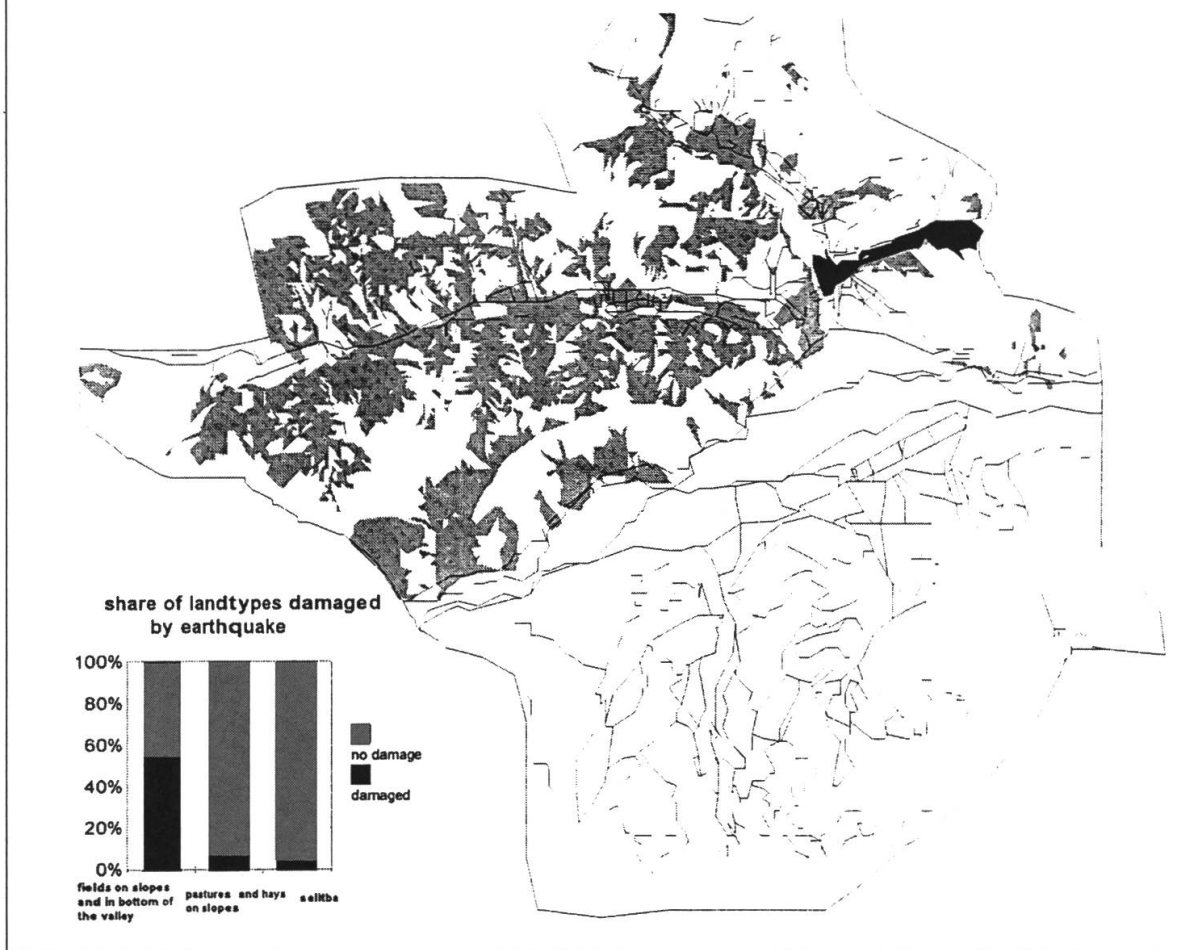 share of landtypes damaged
by earthquake
100%
80%
60%
40%
20%
0%
no damage
damaged
fields on slopes
and in bottom of
the valley
pastures and hays
on slopes
selitba